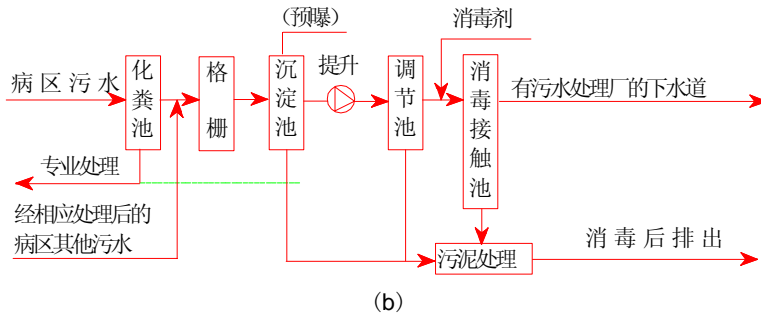 （预曝）
消毒剂
病区污水
化粪池
格栅
沉淀池
提升
调节池
消毒接触池
有污水处理厂的下水道
专业处理
经相应处理后的
病区其他污水
污泥处理
消毒后排出
（b）